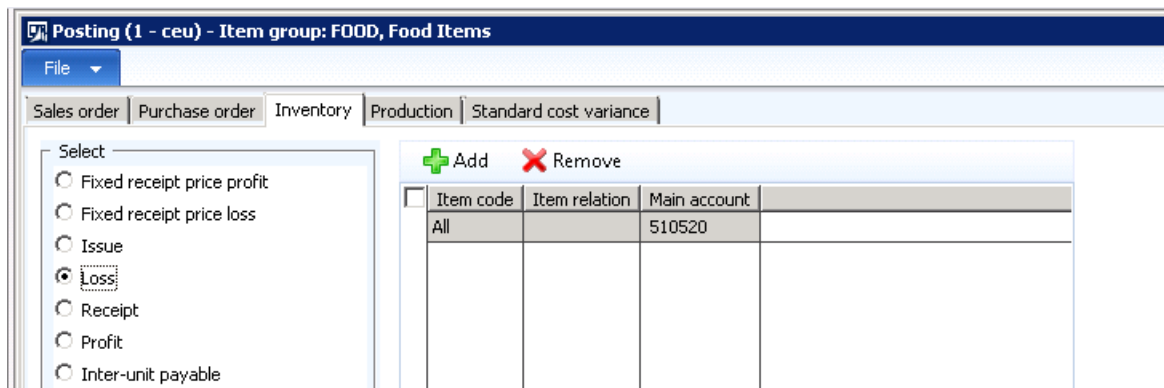 Posting (1 - ceu) - Item group: FOOD, Food Items
File
Sales order Purchase order Inventory Production Standard cost variance
Select
Fixed receipt price profit
Fixed receipt price loss
Issue
Loss
Receipt
Profit
Inter-unit payable
Add Remove
Item code Item relation Main account
All 510520